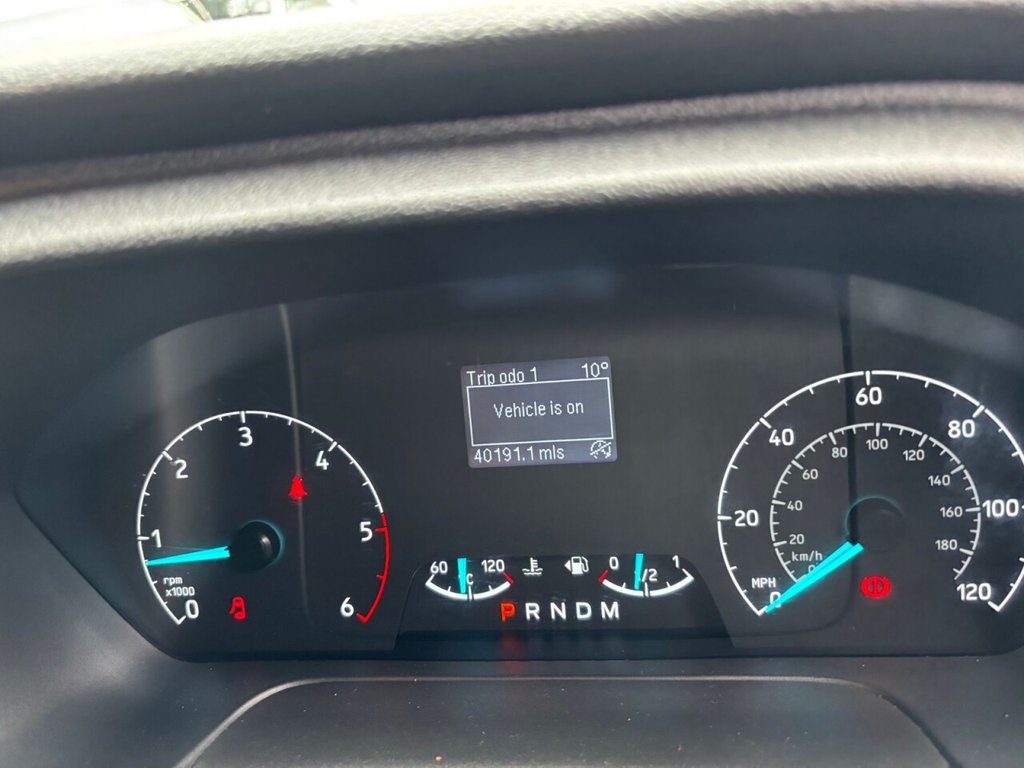 Trip odo 1 10°
Vehicle is on
40191.1 mls
0 1 2 3 4 5 6
rpm
x1000
60 120
°C
0 1/2 1
P R N D M
0 20 40 60 80 100 120
MPH
0 20 40 60 80 100 120 140 160 180
km/h